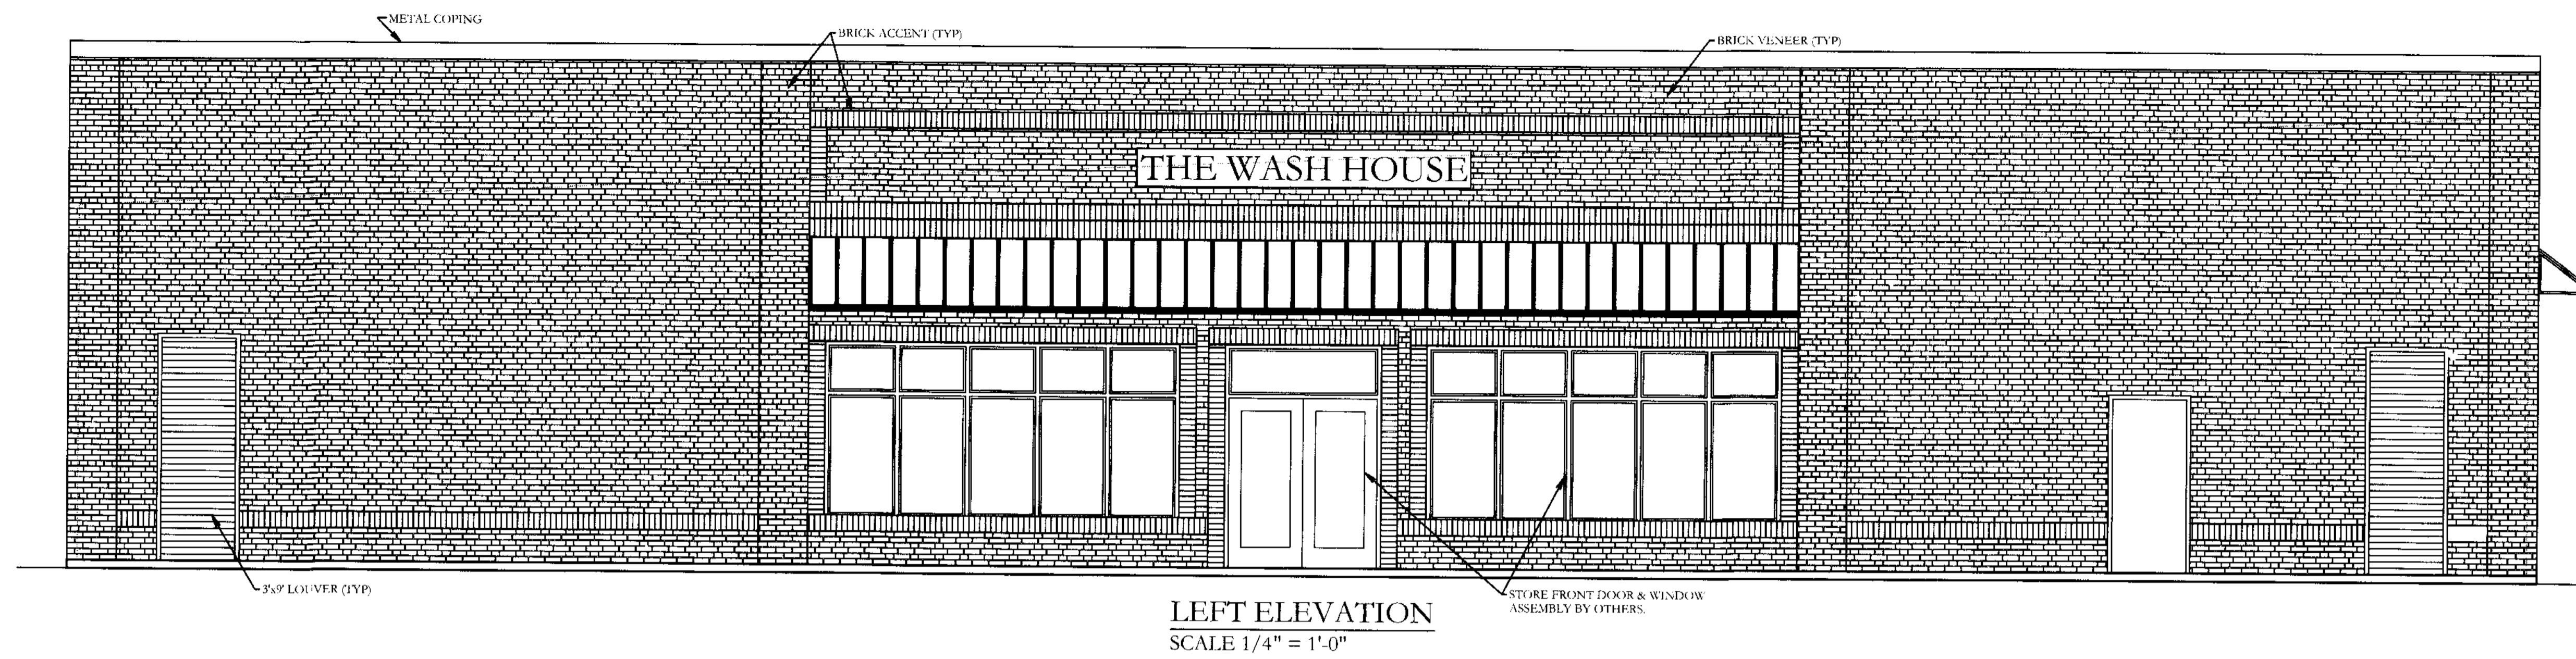 METAL COPING
BRICK ACCENT (TYP)
BRICK VENEER (TYP)
THE WASH HOUSE
3'x9' LOUVER (TYP)
STORE FRONT DOOR & WINDOW
ASSEMBLY BY OTHERS.
LEFT ELEVATION
SCALE 1/4" = 1'-0"